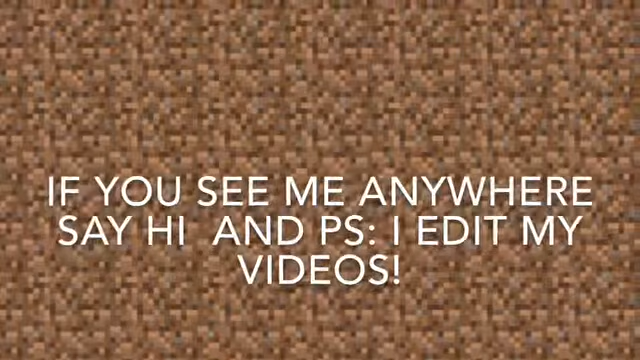 IF YOU SEE ME ANYWHERE
SAY HI  AND PS: I EDIT MY
VIDEOS!